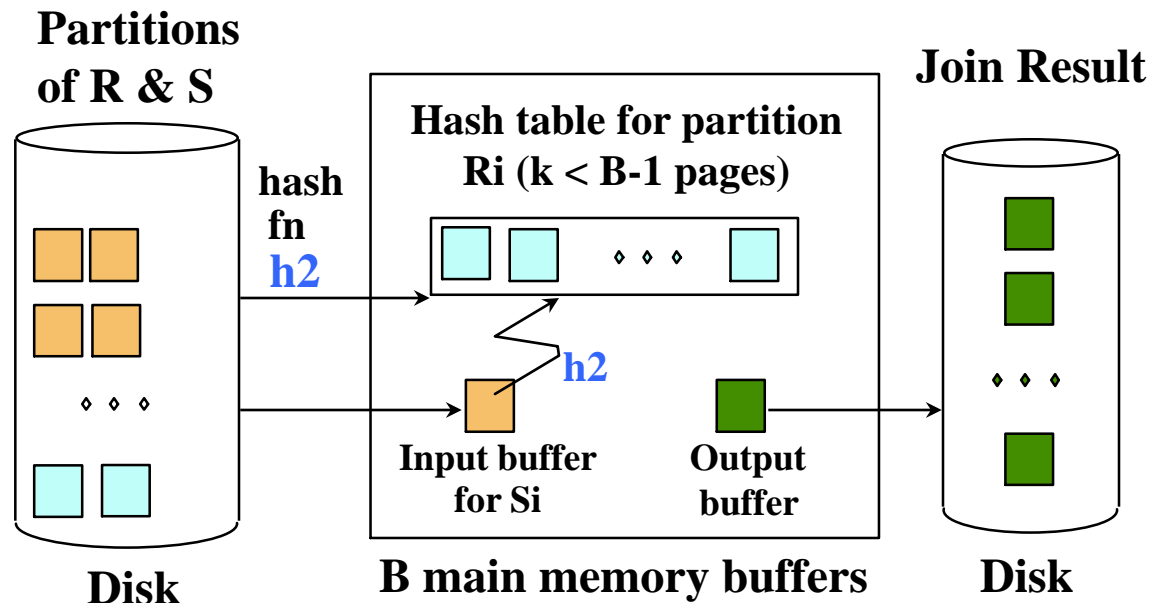 Partitions
of R & S
Join Result
Hash table for partition
Ri (k < B-1 pages)
hash
fn
h2
h2
Input buffer
for Si
Output
buffer
Disk
B main memory buffers
Disk